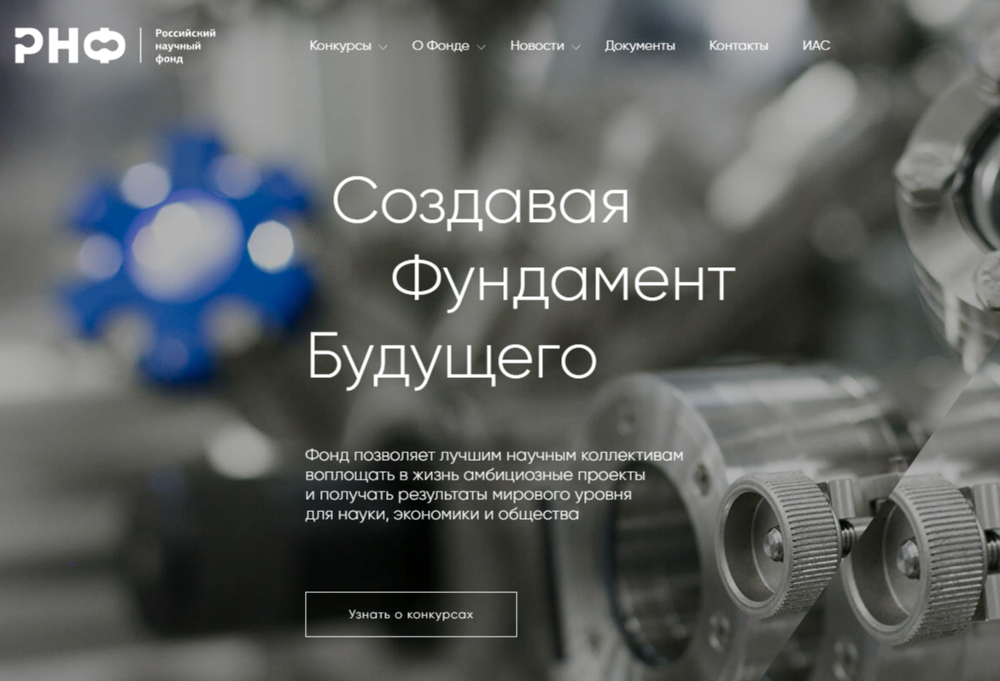 РНФ
Российский
научный
фонд
Конкурсы
О Фонде
Новости
Документы
Контакты
ИАС
Создавая
Фундамент
Будущего
Фонд позволяет лучшим научным коллективам
воплощать в жизнь амбициозные проекты
и получать результаты мирового уровня
для науки, экономики и общества
Узнать о конкурсах